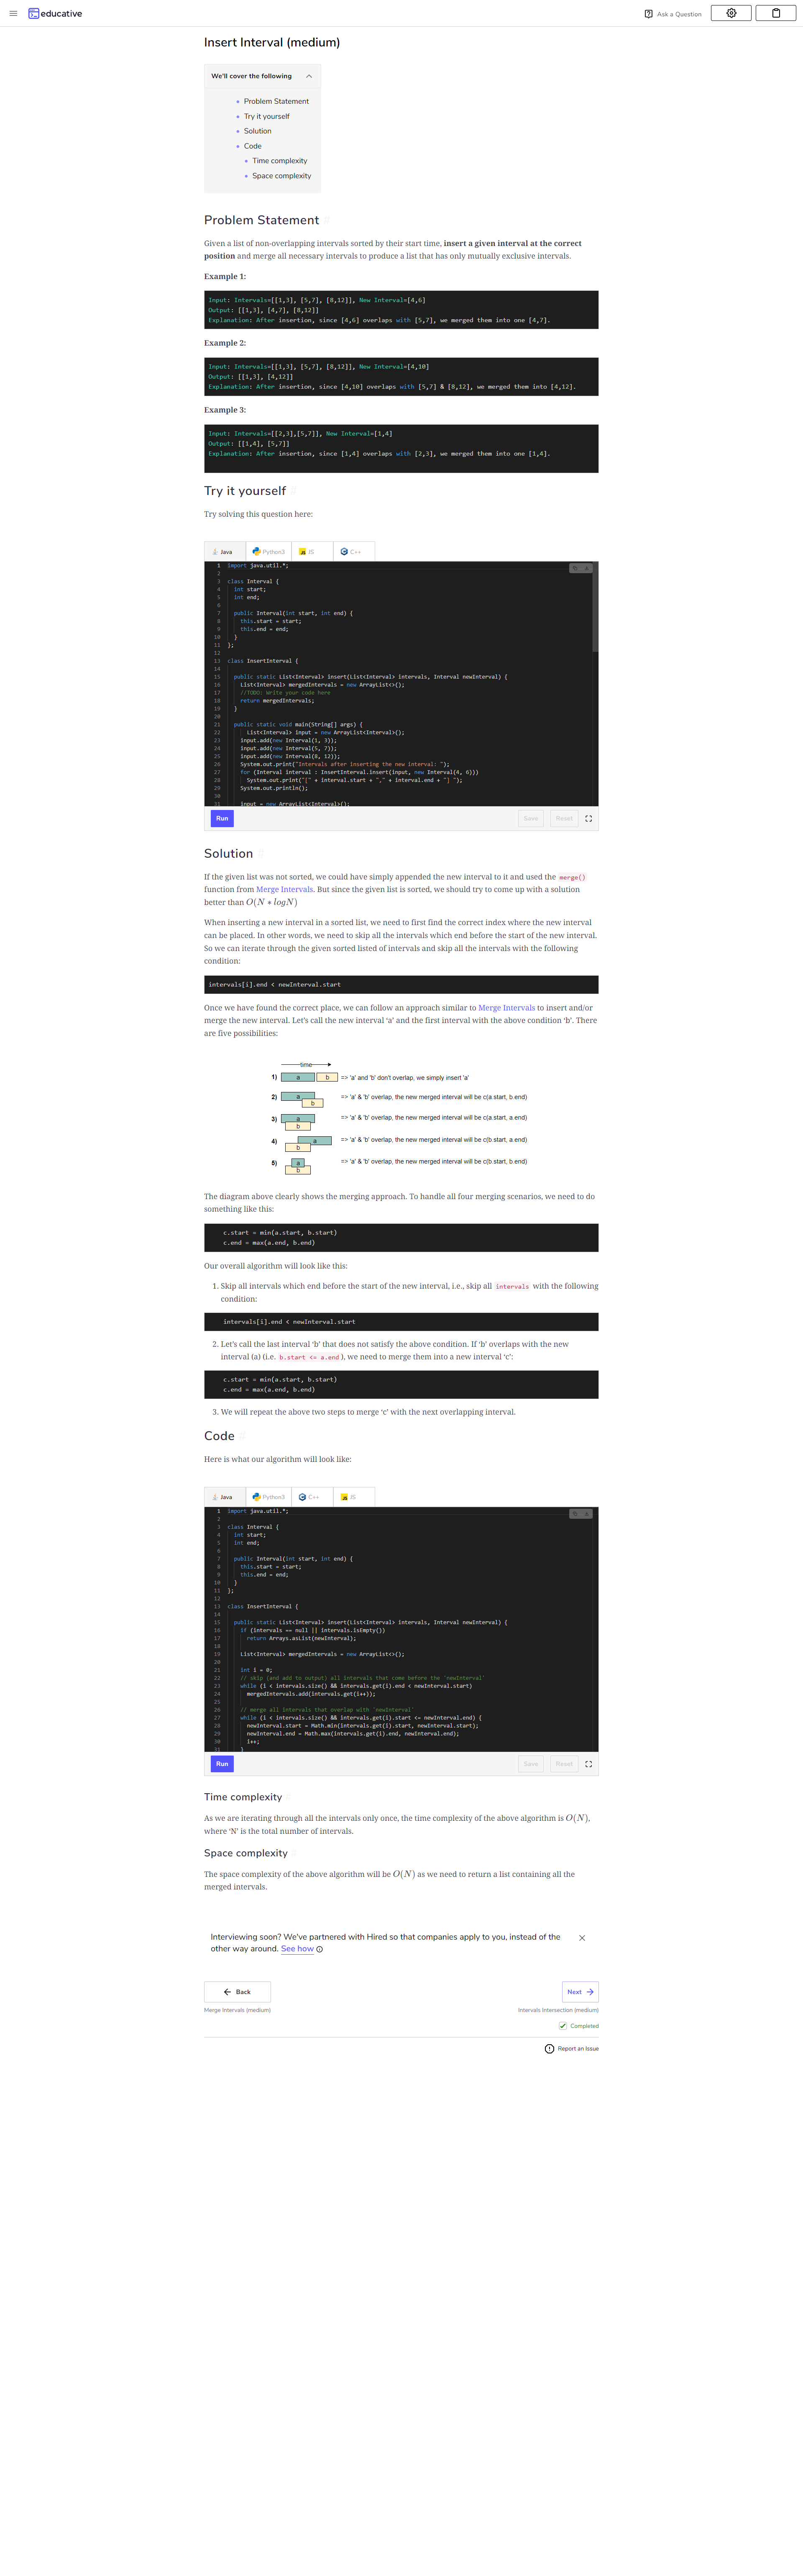 educative
Ask a Question
Insert Interval (medium)
We'll cover the following
Problem Statement
Try it yourself
Solution
Code
Time complexity
Space complexity
Problem Statement #
Given a list of non-overlapping intervals sorted by their start time, insert a given interval at the correct
position and merge all necessary intervals to produce a list that has only mutually exclusive intervals.
Example 1:
Input: Intervals=[[1,3], [5,7], [8,12]], New Interval=[4,6]
Output: [[1,3], [4,7], [8,12]]
Explanation: After insertion, since [4,6] overlaps with [5,7], we merged them into one [4,7].
Example 2:
Input: Intervals=[[1,3], [5,7], [8,12]], New Interval=[4,10]
Output: [[1,3], [4,12]]
Explanation: After insertion, since [4,10] overlaps with [5,7] & [8,12], we merged them into [4,12].
Example 3:
Input: Intervals=[[2,3],[5,7]], New Interval=[1,4]
Output: [[1,4], [5,7]]
Explanation: After insertion, since [1,4] overlaps with [2,3], we merged them into one [1,4].
Try it yourself #
Try solving this question here:
Java Python3 JS C++
1 import java.util.*;
2
3 class Interval {
4 int start;
5 int end;
6
7 public Interval(int start, int end) {
8 this.start = start;
9 this.end = end;
10 }
11 };
12
13 class InsertInterval {
14
15 public static List<Interval> insert(List<Interval> intervals, Interval newInterval) {
16 List<Interval> mergedIntervals = new ArrayList<>();
17 //TODO: Write your code here
18 return mergedIntervals;
19 }
20
21 public static void main(String[] args) {
22 List<Interval> input = new ArrayList<Interval>();
23 input.add(new Interval(1, 3));
24 input.add(new Interval(5, 7));
25 input.add(new Interval(8, 12));
26 System.out.print("Intervals after inserting the new interval: ");
27 for (Interval interval : InsertInterval.insert(input, new Interval(4, 6)))
28 System.out.print("[" + interval.start + "," + interval.end + "] ");
29 System.out.println();
30
31 input = new ArrayList<Interval>();
Run Save Reset
Solution #
If the given list was not sorted, we could have simply appended the new interval to it and used the merge()
function from Merge Intervals. But since the given list is sorted, we should try to come up with a solution
better than O(N * logN)
When inserting a new interval in a sorted list, we need to first find the correct index where the new interval
can be placed. In other words, we need to skip all the intervals which end before the start of the new interval.
So we can iterate through the given sorted listed of intervals and skip all the intervals with the following
condition:
intervals[i].end < newInterval.start
Once we have found the correct place, we can follow an approach similar to Merge Intervals to insert and/or
merge the new interval. Let's call the new interval ‘a’ and the first interval with the above condition ‘b’. There
are five possibilities:
time
1) a b => 'a' and 'b' don't overlap, we simply insert 'a'
2) a b => 'a' & 'b' overlap, the new merged interval will be c(a.start, b.end)
3) a b => 'a' & 'b' overlap, the new merged interval will be c(a.start, a.end)
4) a b => 'a' & 'b' overlap, the new merged interval will be c(b.start, a.end)
5) a b => 'a' & 'b' overlap, the new merged interval will be c(b.start, b.end)
The diagram above clearly shows the merging approach. To handle all four merging scenarios, we need to do
something like this:
c.start = min(a.start, b.start)
c.end = max(a.end, b.end)
Our overall algorithm will look like this:
1. Skip all intervals which end before the start of the new interval, i.e., skip all intervals with the following
condition:
intervals[i].end < newInterval.start
2. Let's call the last interval ‘b’ that does not satisfy the above condition. If ‘b’ overlaps with the new
interval (a) (i.e. b.start <= a.end), we need to merge them into a new interval ‘c’:
c.start = min(a.start, b.start)
c.end = max(a.end, b.end)
3. We will repeat the above two steps to merge ‘c’ with the next overlapping interval.
Code #
Here is what our algorithm will look like:
Java Python3 C++ JS
1 import java.util.*;
2
3 class Interval {
4 int start;
5 int end;
6
7 public Interval(int start, int end) {
8 this.start = start;
9 this.end = end;
10 }
11 };
12
13 class InsertInterval {
14
15 public static List<Interval> insert(List<Interval> intervals, Interval newInterval) {
16 if (intervals == null || intervals.isEmpty())
17 return Arrays.asList(newInterval);
18
19 List<Interval> mergedIntervals = new ArrayList<>();
20
21 int i = 0;
22 // skip (and add to output) all intervals that come before the 'newInterval'
23 while (i < intervals.size() && intervals.get(i).end < newInterval.start)
24 mergedIntervals.add(intervals.get(i++));
25
26 // merge all intervals that overlap with 'newInterval'
27 while (i < intervals.size() && intervals.get(i).start <= newInterval.end) {
28 newInterval.start = Math.min(intervals.get(i).start, newInterval.start);
29 newInterval.end = Math.max(intervals.get(i).end, newInterval.end);
30 i++;
31 }
Run Save Reset
Time complexity #
As we are iterating through all the intervals only once, the time complexity of the above algorithm is O(N),
where ‘N’ is the total number of intervals.
Space complexity #
The space complexity of the above algorithm will be O(N) as we need to return a list containing all the
merged intervals.
Interviewing soon? We've partnered with Hired so that companies apply to you, instead of the
other way around. See how
Back Next
Merge Intervals (medium) Intervals Intersection (medium)
Completed
Report an Issue